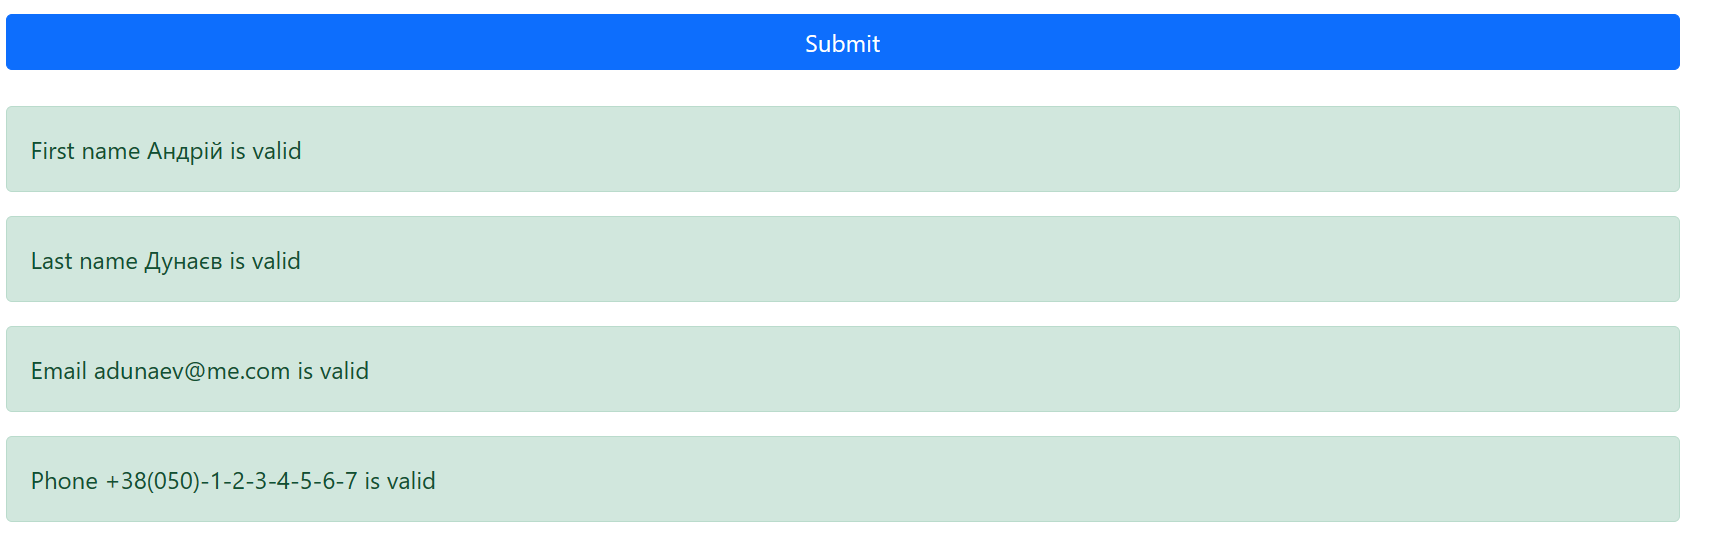 Submit
First name Андрій is valid
Last name Дунаєв is valid
Email adunaev@me.com is valid
Phone +38(050)-1-2-3-4-5-6-7 is valid